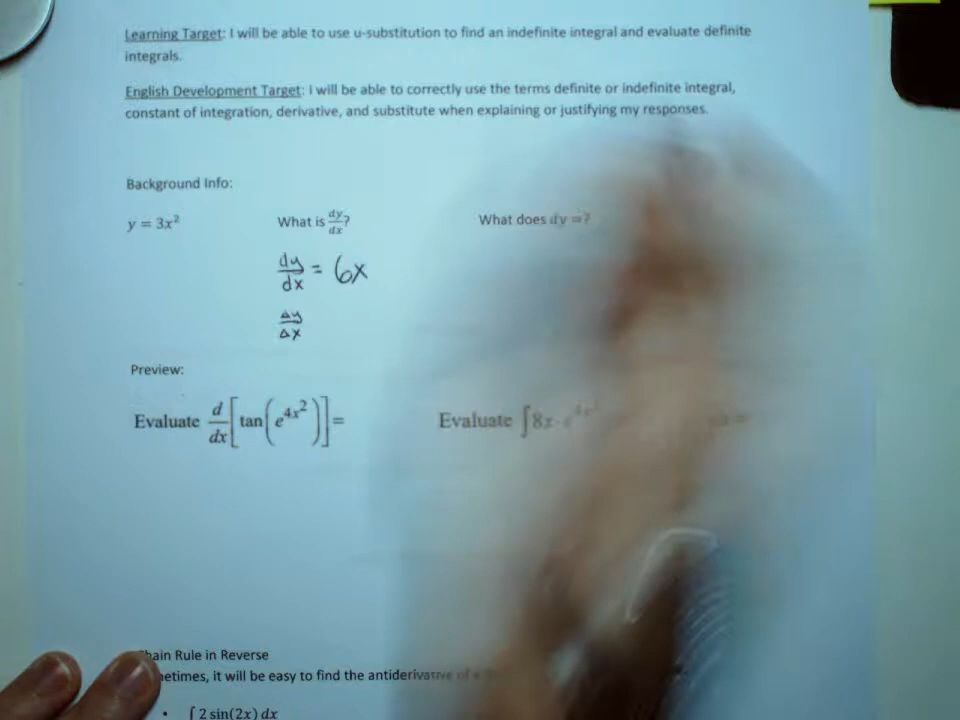 Learning Target: I will be able to use u-substitution to find an indefinite integral and evaluate definite
integrals.
English Development Target: I will be able to correctly use the terms definite or indefinite integral,
constant of integration, derivative, and substitute when explaining or justifying my responses.
Background Info:
y = 3x² What is dy/dx? What does dy =?
dy/dx = 6x
Δy/Δx
Preview:
Evaluate d/dx[tan(e^{4x²})]= Evaluate ∫8x·e^{4x²}
Chain Rule in Reverse
metimes, it will be easy to find the antiderivative of
• ∫2 sin(2x) dx